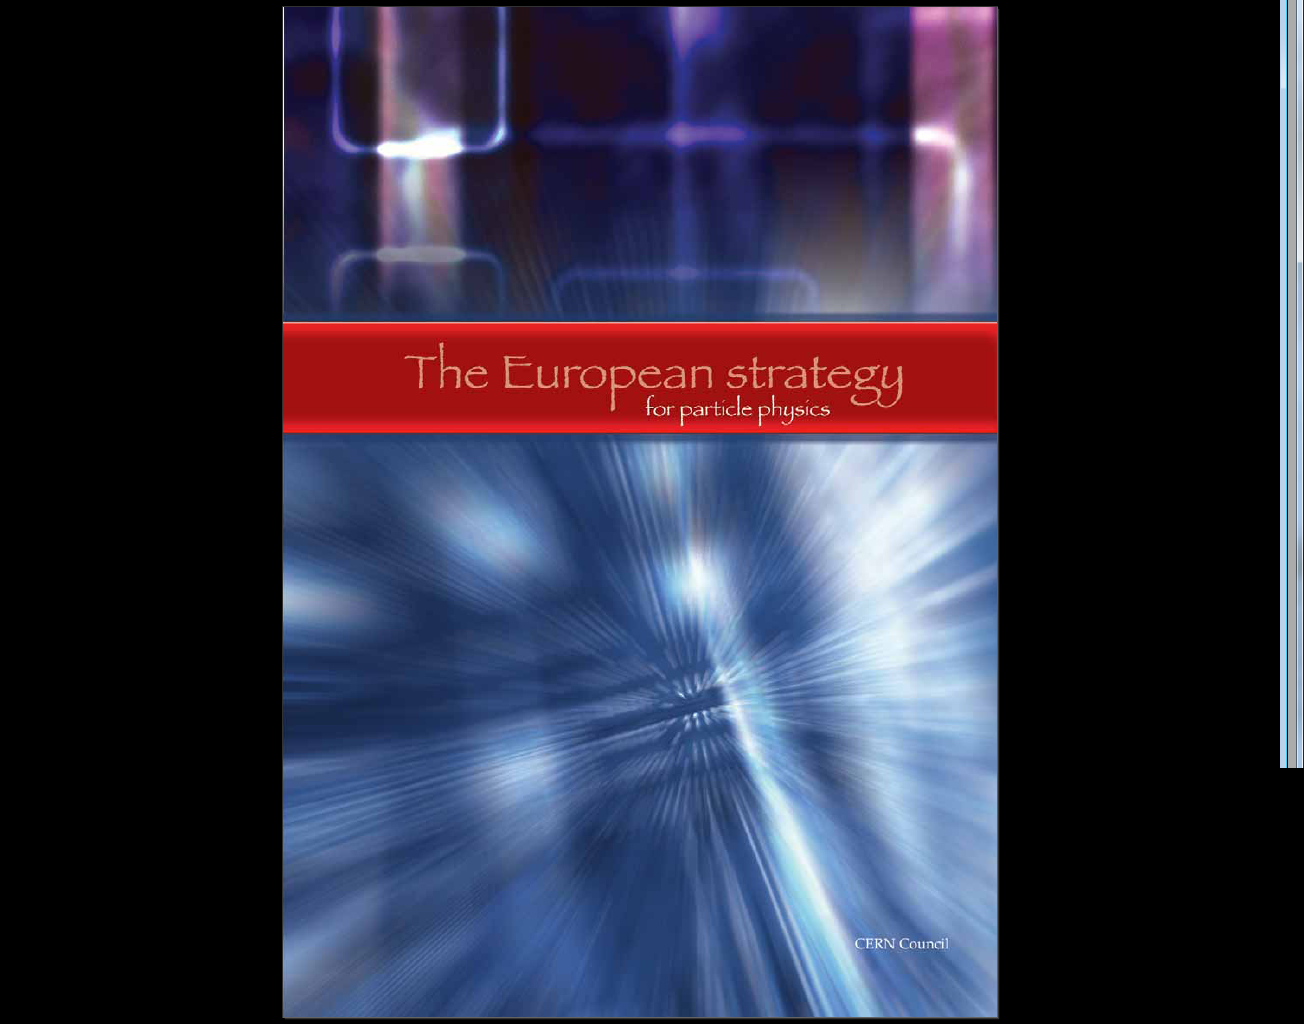 The European strategy
for particle physics
CERN Council